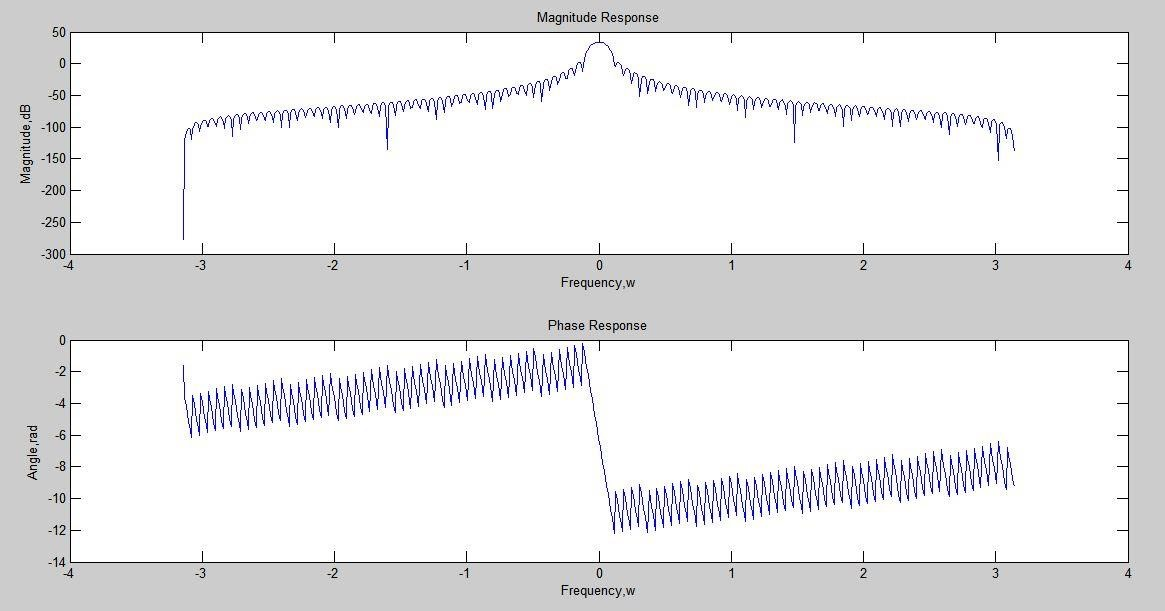 Magnitude Response
50
0
-50
-100
-150
-200
-250
-300
Magnitude,dB
-4 -3 -2 -1 0 1 2 3 4
Frequency,w
Phase Response
0
-2
-4
-6
-8
-10
-12
-14
Angle,rad
-4 -3 -2 -1 0 1 2 3 4
Frequency,w